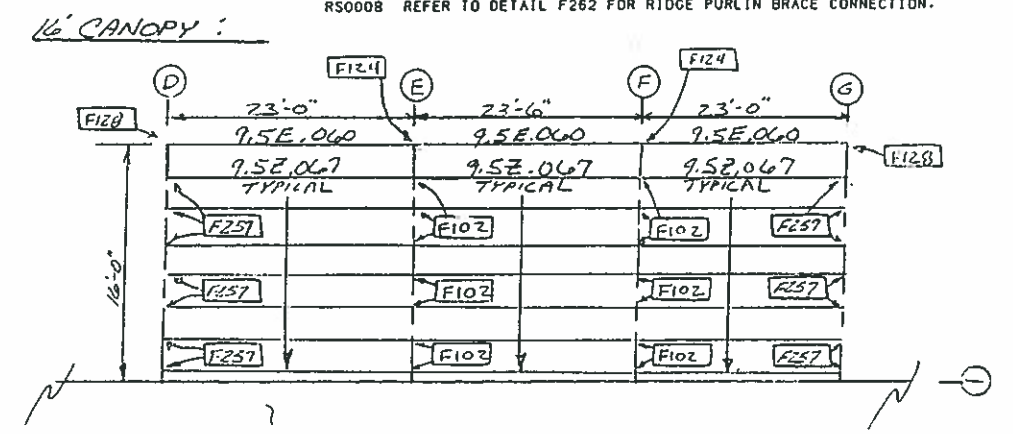 RS0008 REFER TO DETAIL F262 FOR RIDGE PURLIN BRACE CONNECTION.
16' CANOPY :
F124 F124
D E F G
F128 23'-0" 23'-6" 23'-0"
9.5E.060 9.5E.060 9.5E.060
F128
9.5Z.067 9.5Z.067 9.5Z.067
TYPICAL TYPICAL TYPICAL
F257 F102 F102 F257
16'-0"
F257 F102 F102 F257
F257 F102 F102 F257
1